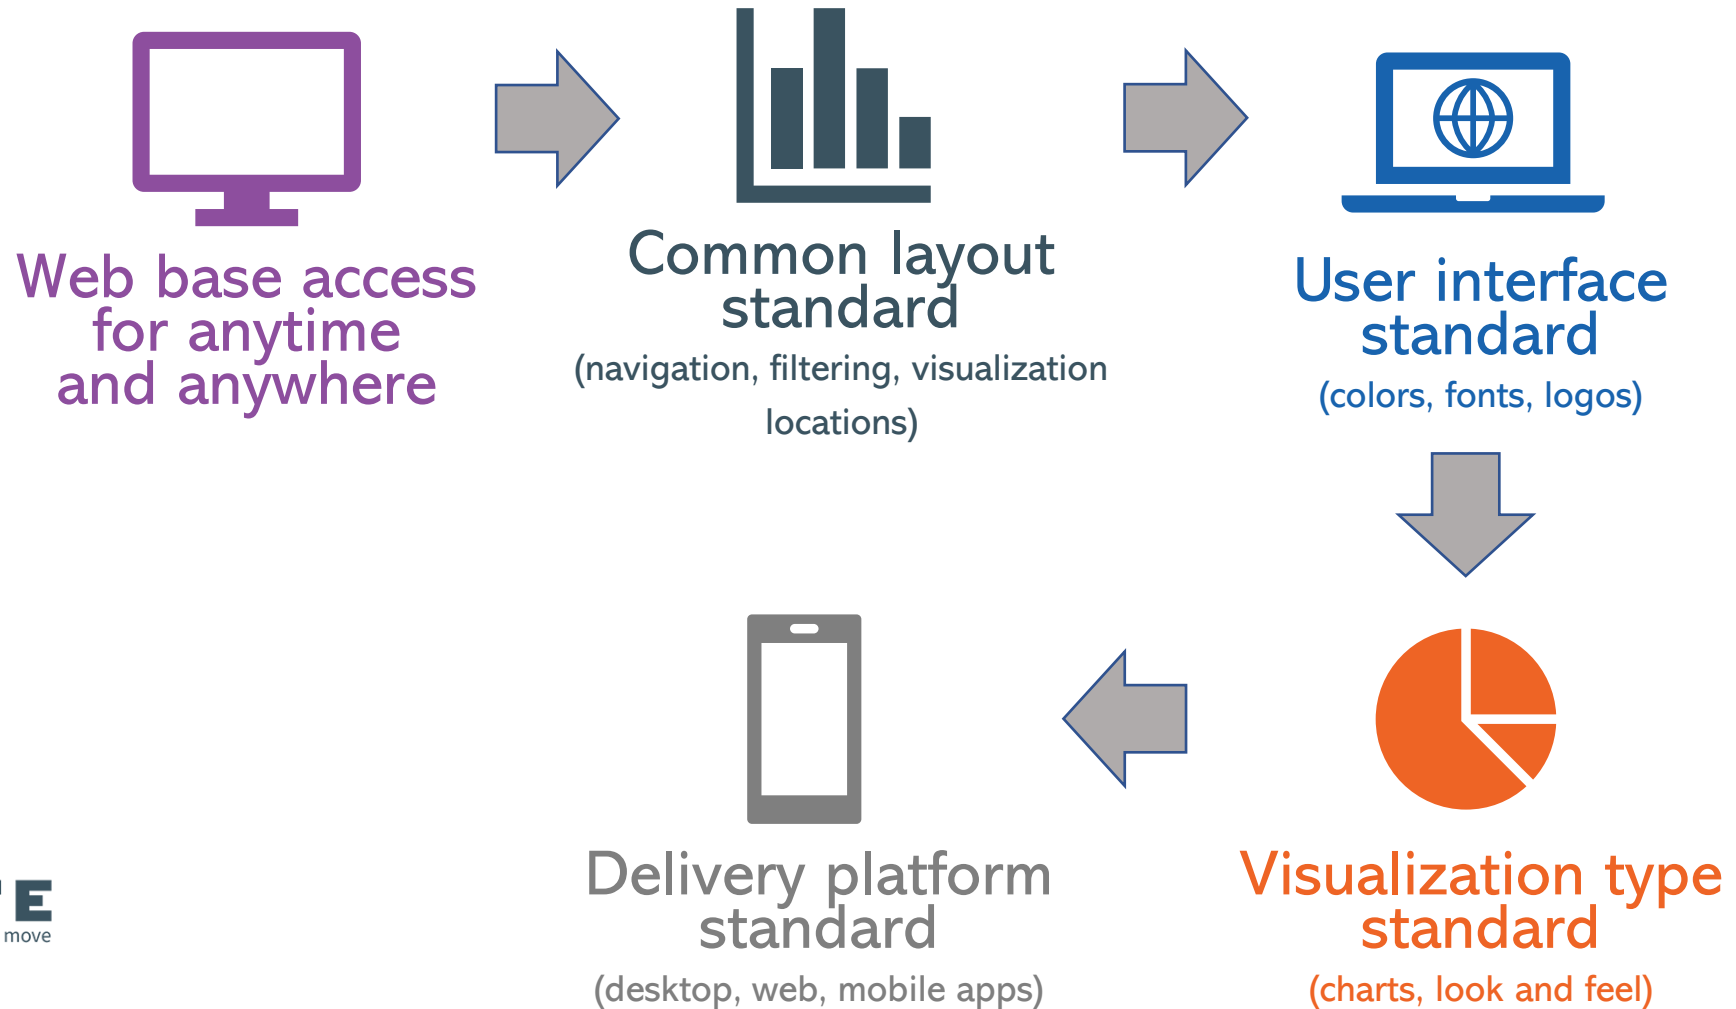 Web base access
for anytime
and anywhere
Common layout
standard
(navigation, filtering, visualization
locations)
User interface
standard
(colors, fonts, logos)
Visualization type
standard
(charts, look and feel)
Delivery platform
standard
(desktop, web, mobile apps)
move